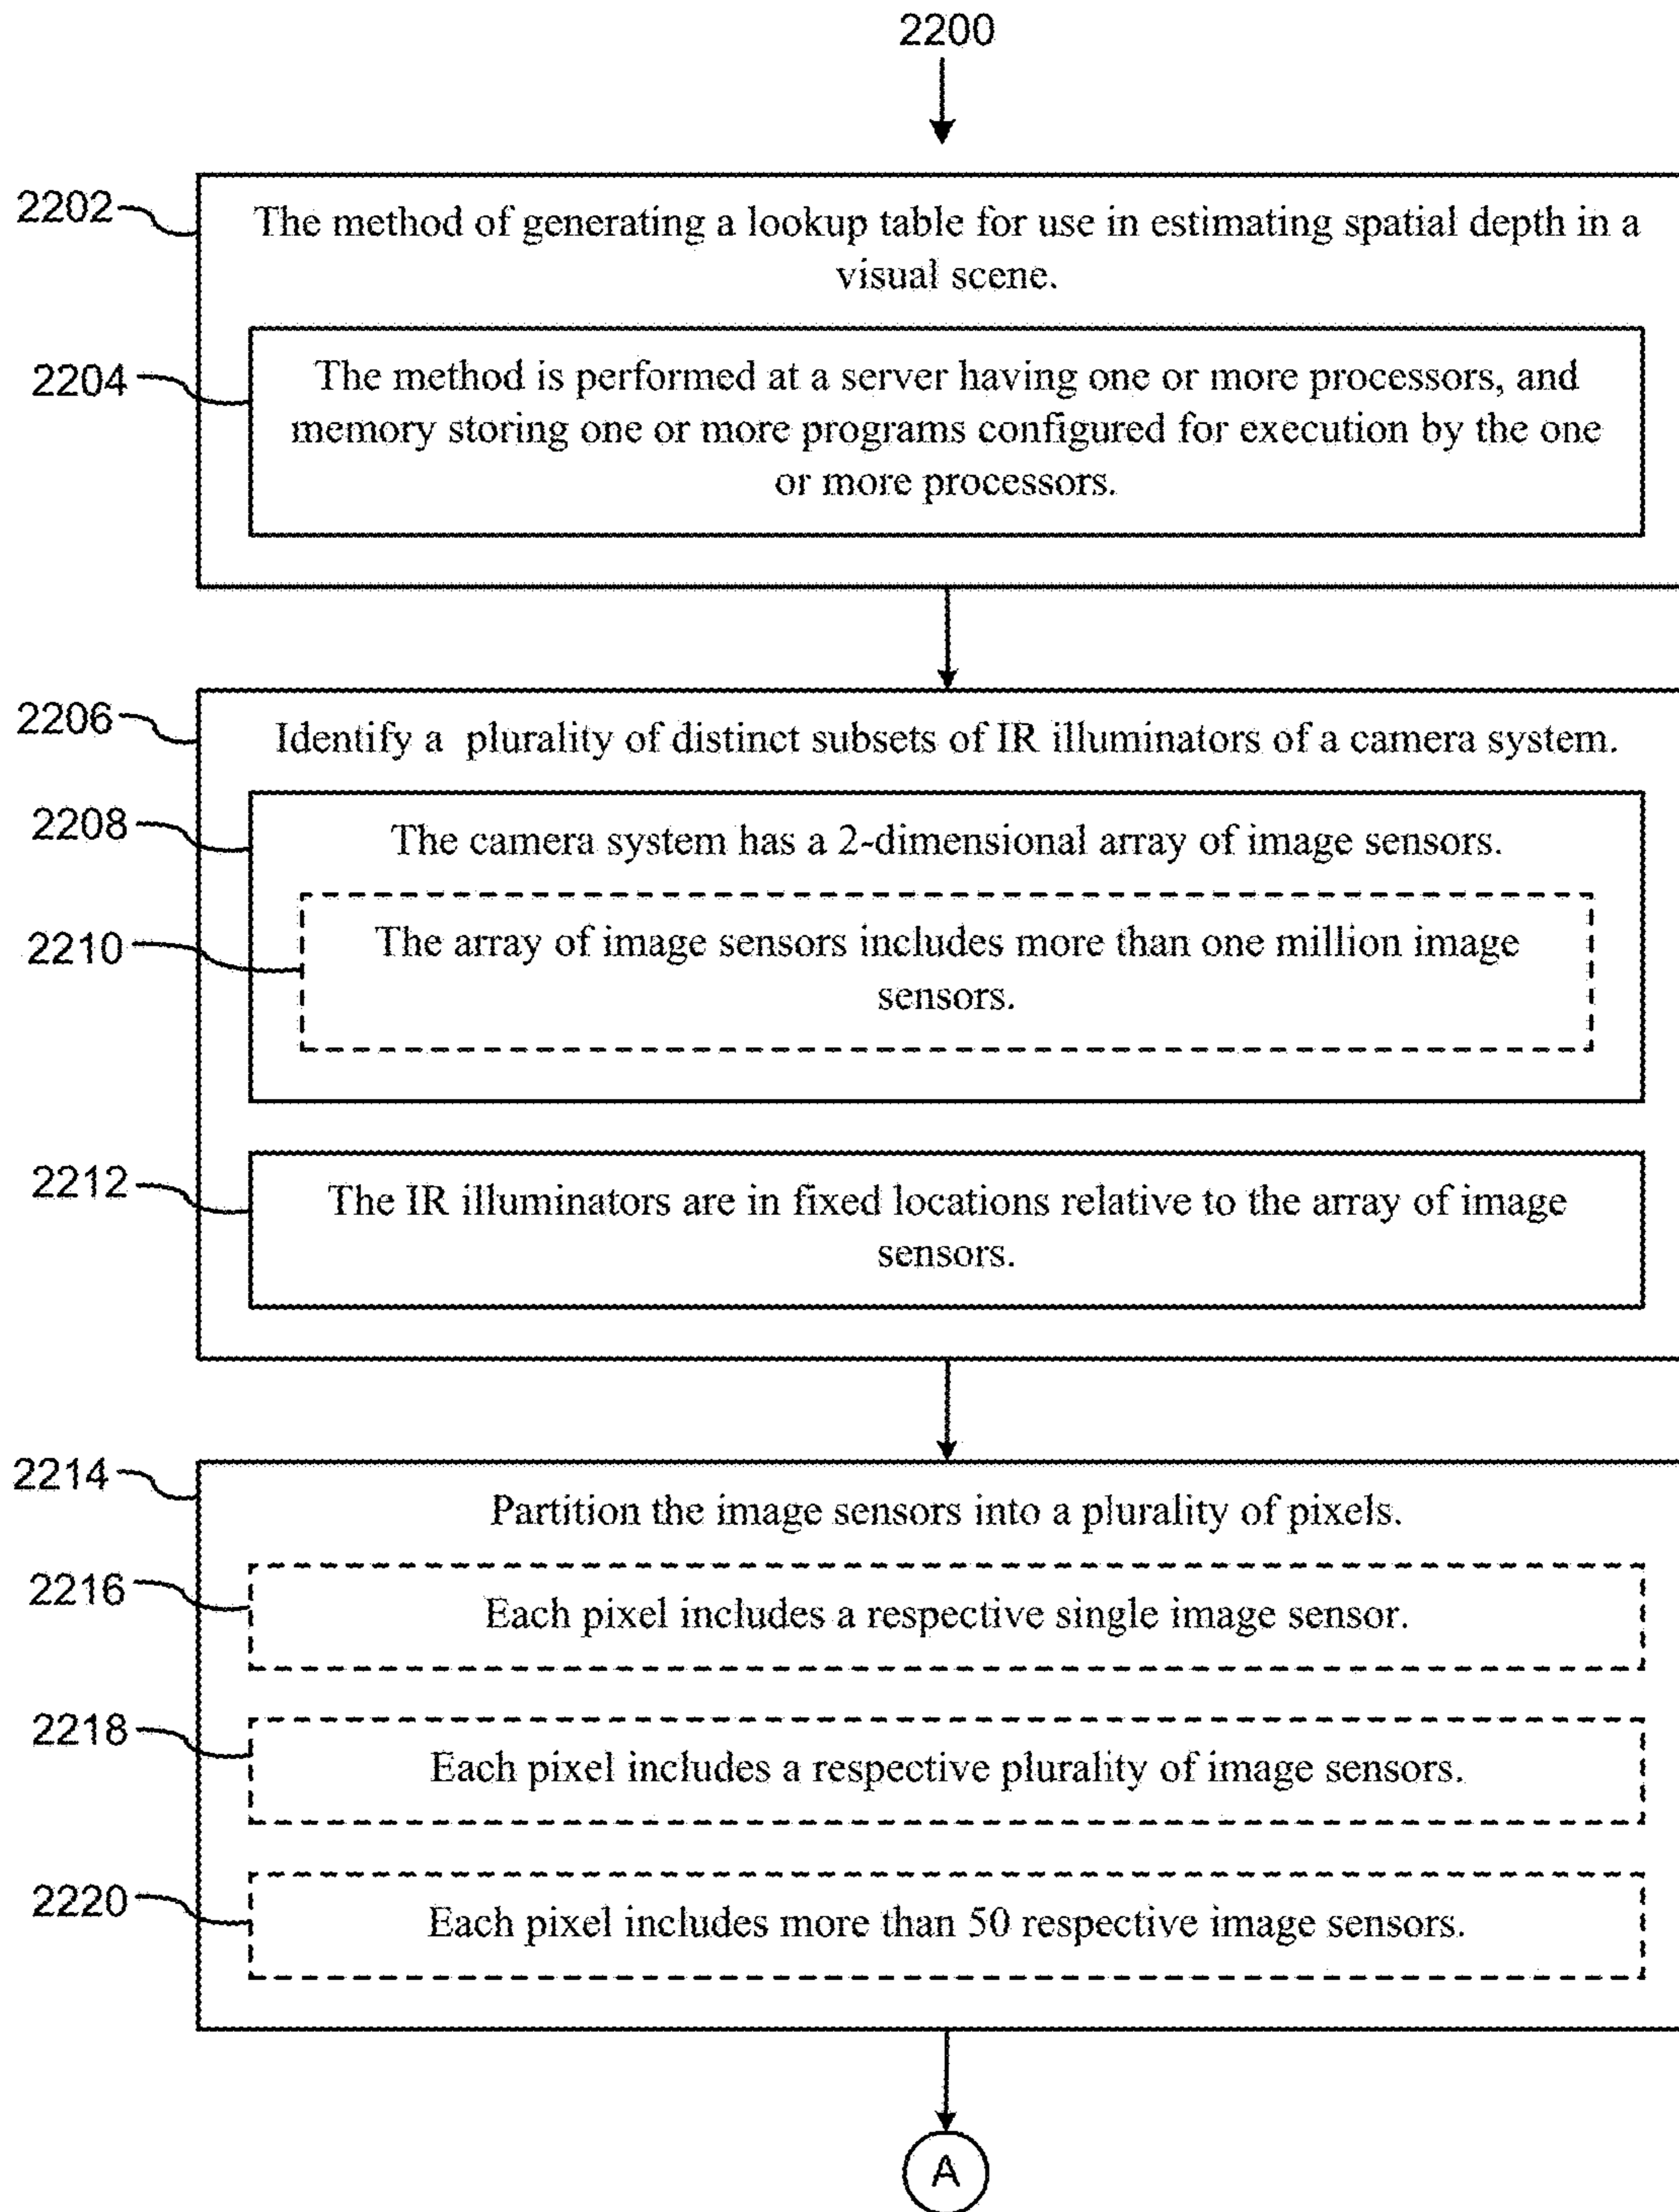 2200
2202
The method of generating a lookup table for use in estimating spatial depth in a
visual scene.
2204
The method is performed at a server having one or more processors, and
memory storing one or more programs configured for execution by the one
or more processors.
2206
Identify a plurality of distinct subsets of IR illuminators of a camera system.
2208
The camera system has a 2-dimensional array of image sensors.
2210
The array of image sensors includes more than one million image
sensors.
2212
The IR illuminators are in fixed locations relative to the array of image
sensors.
2214
Partition the image sensors into a plurality of pixels.
2216
Each pixel includes a respective single image sensor.
2218
Each pixel includes a respective plurality of image sensors.
2220
Each pixel includes more than 50 respective image sensors.
A